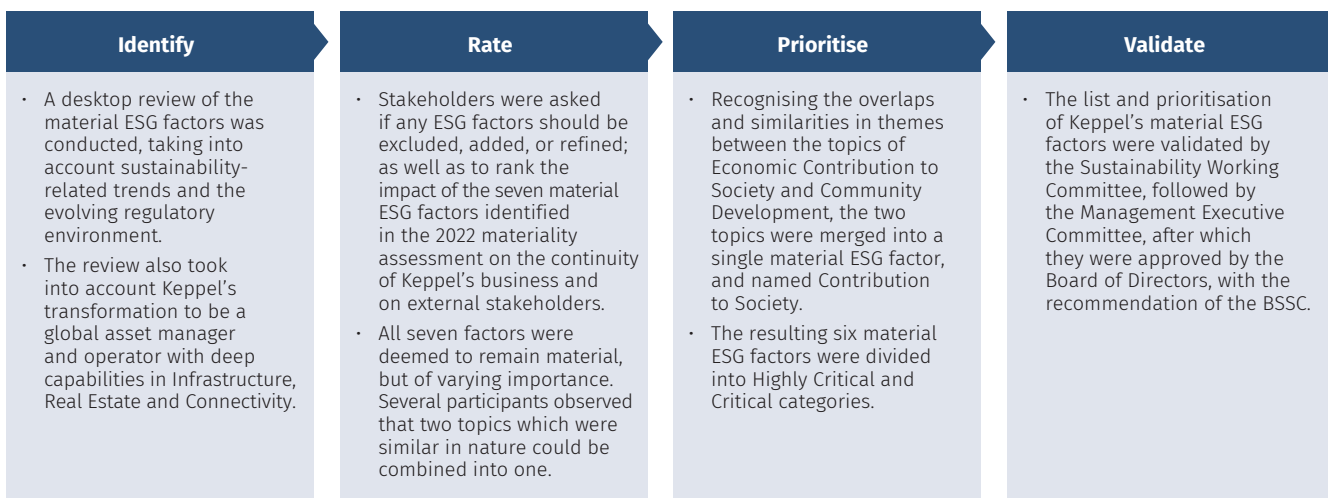 Identify
• A desktop review of the
material ESG factors was
conducted, taking into
account sustainability-
related trends and the
evolving regulatory
environment.
• The review also took
into account Keppel's
transformation to be a
global asset manager
and operator with deep
capabilities in Infrastructure,
Real Estate and Connectivity.
Rate
• Stakeholders were asked
if any ESG factors should be
excluded, added, or refined;
as well as to rank the
impact of the seven material
ESG factors identified
in the 2022 materiality
assessment on the continuity
of Keppel's business and
on external stakeholders.
• All seven factors were
deemed to remain material,
but of varying importance.
Several participants observed
that two topics which were
similar in nature could be
combined into one.
Prioritise
• Recognising the overlaps
and similarities in themes
between the topics of
Economic Contribution to
Society and Community
Development, the two
topics were merged into a
single material ESG factor,
and named Contribution
to Society.
• The resulting six material
ESG factors were divided
into Highly Critical and
Critical categories.
Validate
• The list and prioritisation
of Keppel's material ESG
factors were validated by
the Sustainability Working
Committee, followed by
the Management Executive
Committee, after which
they were approved by the
Board of Directors, with the
recommendation of the BSSC.